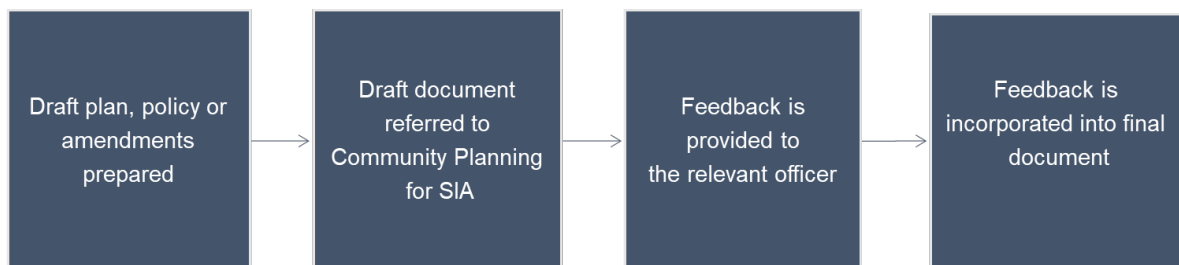 Draft plan, policy or
amendments
prepared
Draft document
referred to
Community Planning
for SIA
Feedback is
provided to
the relevant officer
Feedback is
incorporated into final
document